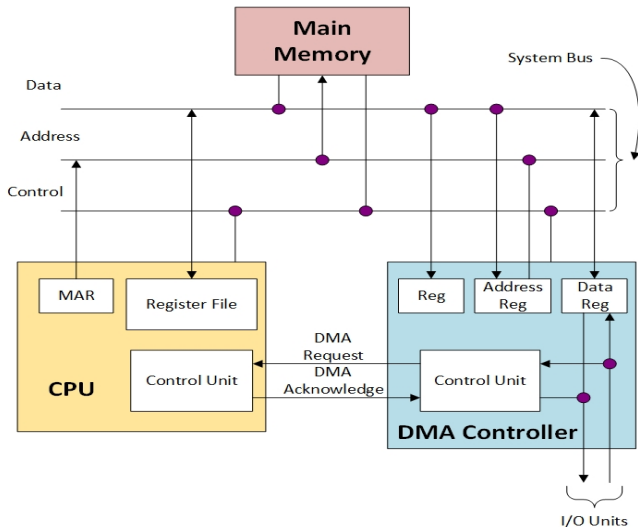 Main
Memory
System Bus
Data
Address
Control
MAR
Register File
Reg
Address
Reg
Data
Reg
DMA
Request
DMA
Acknowledge
Control Unit
Control Unit
CPU
DMA Controller
I/O Units